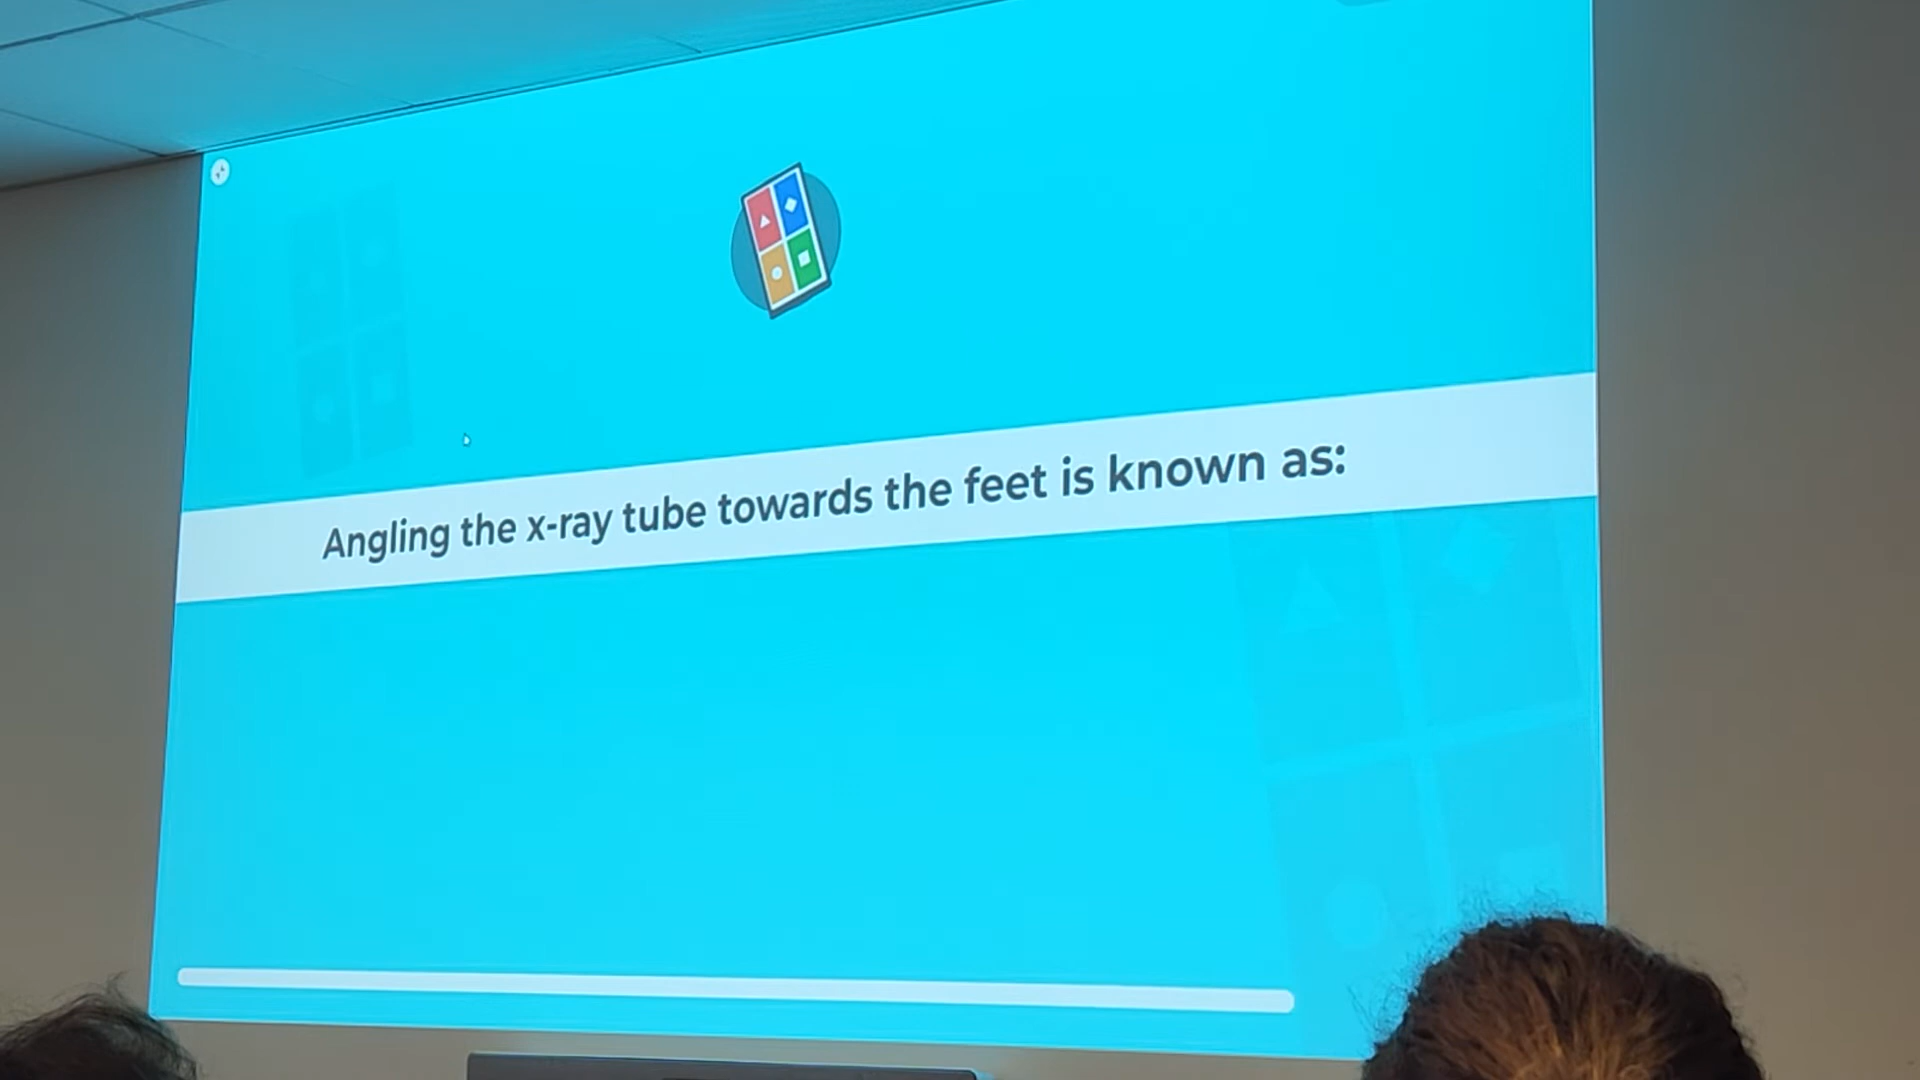 Angling the x-ray tube towards the feet is known as: